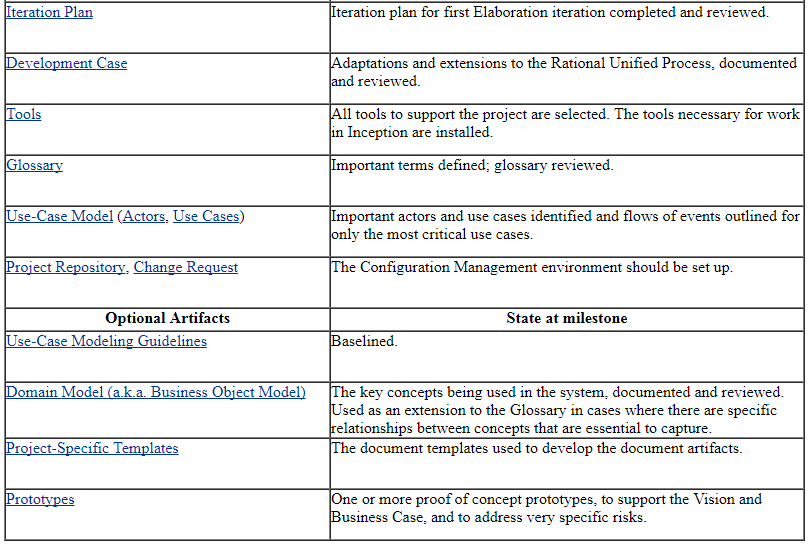 Iteration Plan
Iteration plan for first Elaboration iteration completed and reviewed.
Development Case
Adaptations and extensions to the Rational Unified Process, documented
and reviewed.
Tools
All tools to support the project are selected. The tools necessary for work
in Inception are installed.
Glossary
Important terms defined; glossary reviewed.
Use-Case Model (Actors, Use Cases)
Important actors and use cases identified and flows of events outlined for
only the most critical use cases.
Project Repository, Change Request
The Configuration Management environment should be set up.
Optional Artifacts
State at milestone
Use-Case Modeling Guidelines
Baselined.
Domain Model (a.k.a. Business Object Model)
The key concepts being used in the system, documented and reviewed.
Used as an extension to the Glossary in cases where there are specific
relationships between concepts that are essential to capture.
Project-Specific Templates
The document templates used to develop the document artifacts.
Prototypes
One or more proof of concept prototypes, to support the Vision and
Business Case, and to address very specific risks.